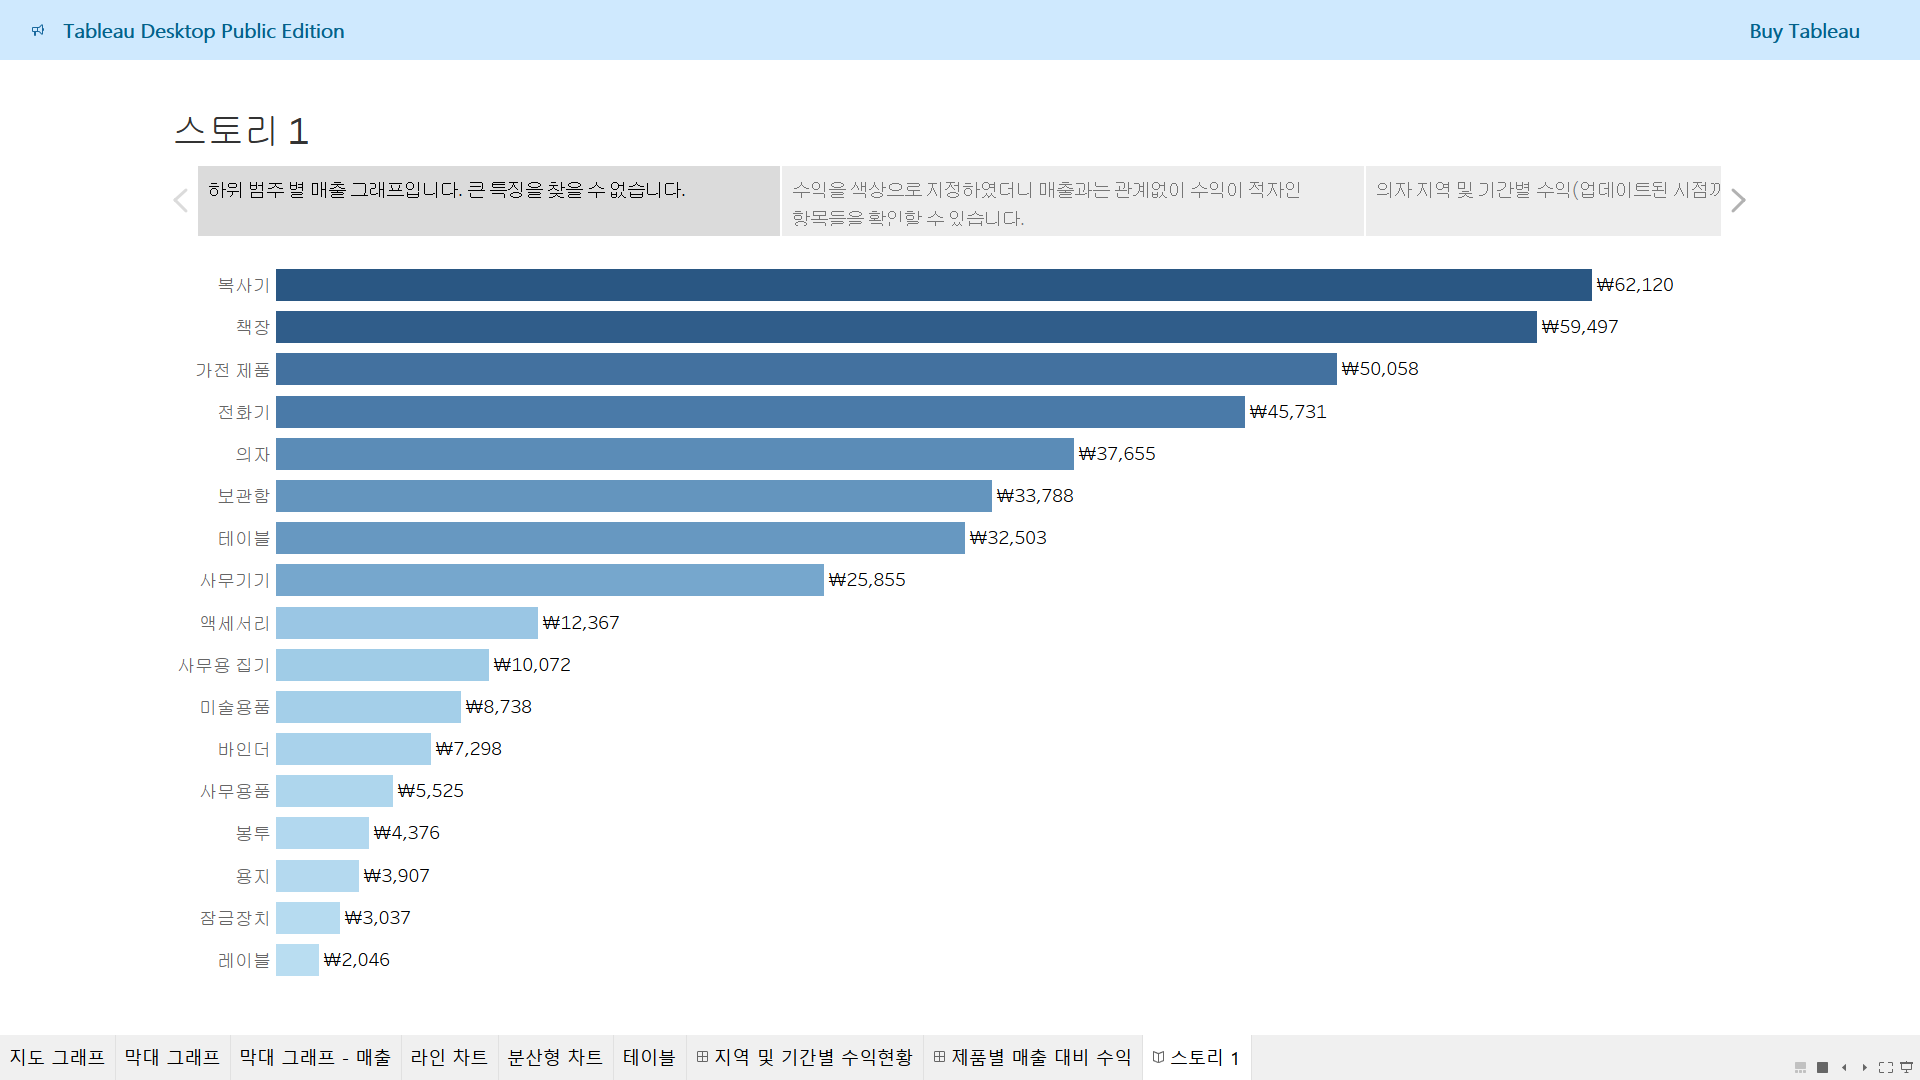 Tableau Desktop Public Edition
Buy Tableau
스토리 1
하위 범주 별 매출 그래프입니다. 큰 특징을 찾을 수 없습니다.
수익을 색상으로 지정하였더니 매출과는 관계없이 수익이 적자인
항목들을 확인할 수 있습니다.
의자 지역 및 기간별 수익(업데이트된 시점까
복사기 ₩62,120
책장 ₩59,497
가전 제품 ₩50,058
전화기 ₩45,731
의자 ₩37,655
보관함 ₩33,788
테이블 ₩32,503
사무기기 ₩25,855
액세서리 ₩12,367
사무용 집기 ₩10,072
미술용품 ₩8,738
바인더 ₩7,298
사무용품 ₩5,525
봉투 ₩4,376
용지 ₩3,907
잠금장치 ₩3,037
레이블 ₩2,046
지도 그래프 막대 그래프 막대 그래프 - 매출 라인 차트 분산형 차트 테이블 지역 및 기간별 수익현황 제품별 매출 대비 수익 스토리 1